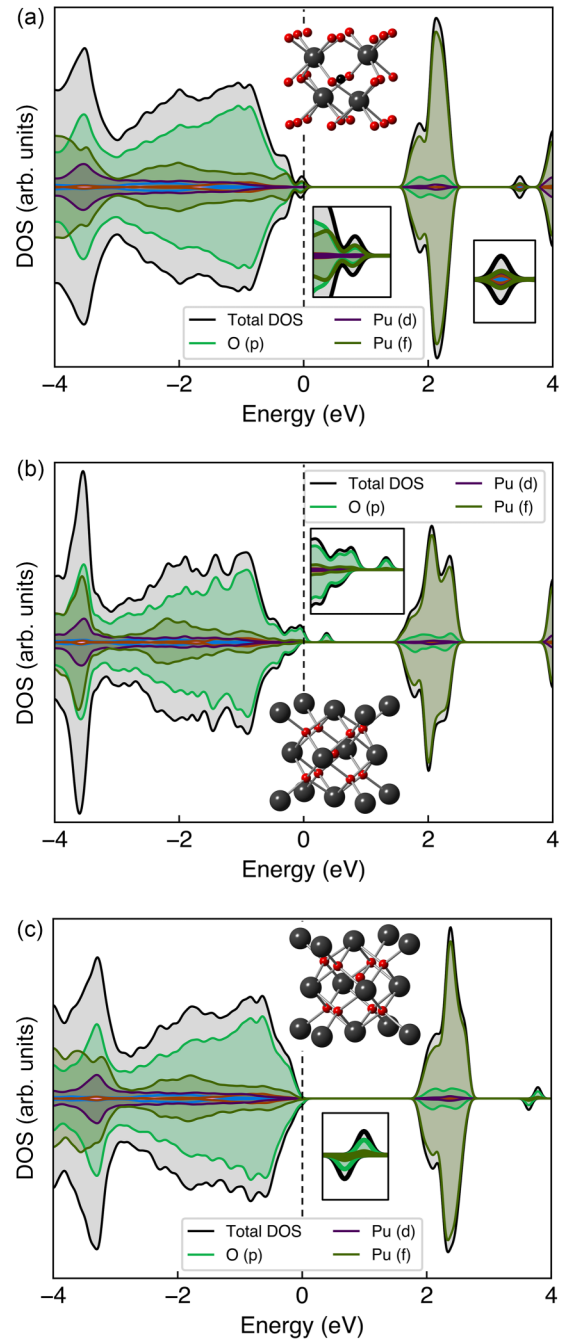 (a)
DOS (arb. units)
Total DOS
Pu (d)
O (p)
Pu (f)
−4
−2
0
2
4
Energy (eV)
(b)
DOS (arb. units)
Total DOS
Pu (d)
O (p)
Pu (f)
−4
−2
0
2
4
Energy (eV)
(c)
DOS (arb. units)
Total DOS
Pu (d)
O (p)
Pu (f)
−4
−2
0
2
4
Energy (eV)